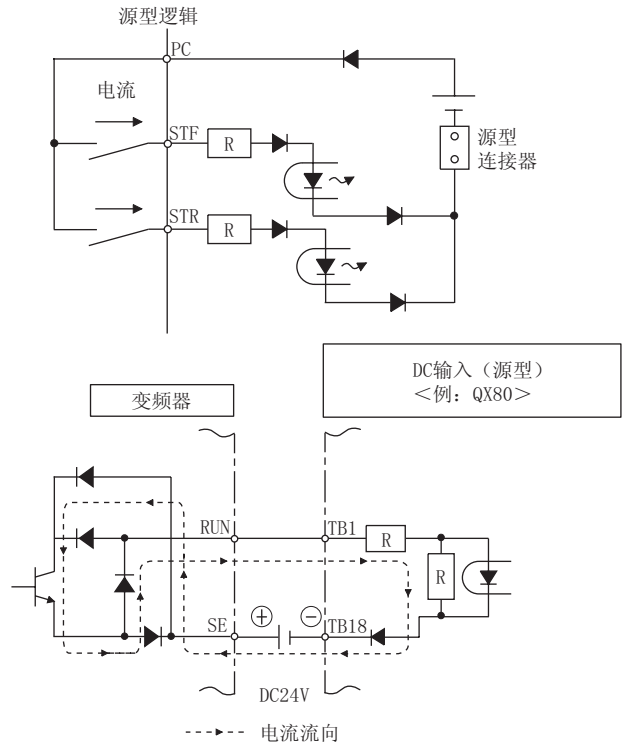 源型逻辑
PC
电流
STF
R
源型
连接器
STR
R
DC输入（源型）
<例：QX80>
变频器
RUN
TB1
R
R
SE
TB18
DC24V
电流流向